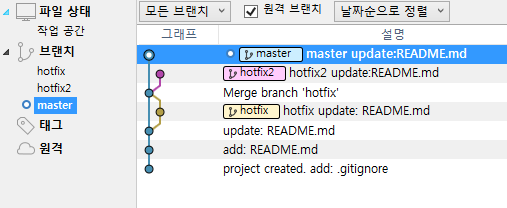 파일 상태
작업 공간
브랜치
hotfix
hotfix2
master
태그
원격
모든 브랜치 원격 브랜치 날짜순으로 정렬
그래프 설명
master master update:README.md
hotfix2 hotfix2 update:README.md
Merge branch 'hotfix'
hotfix hotfix update: README.md
update: README.md
add: README.md
project created. add: .gitignore